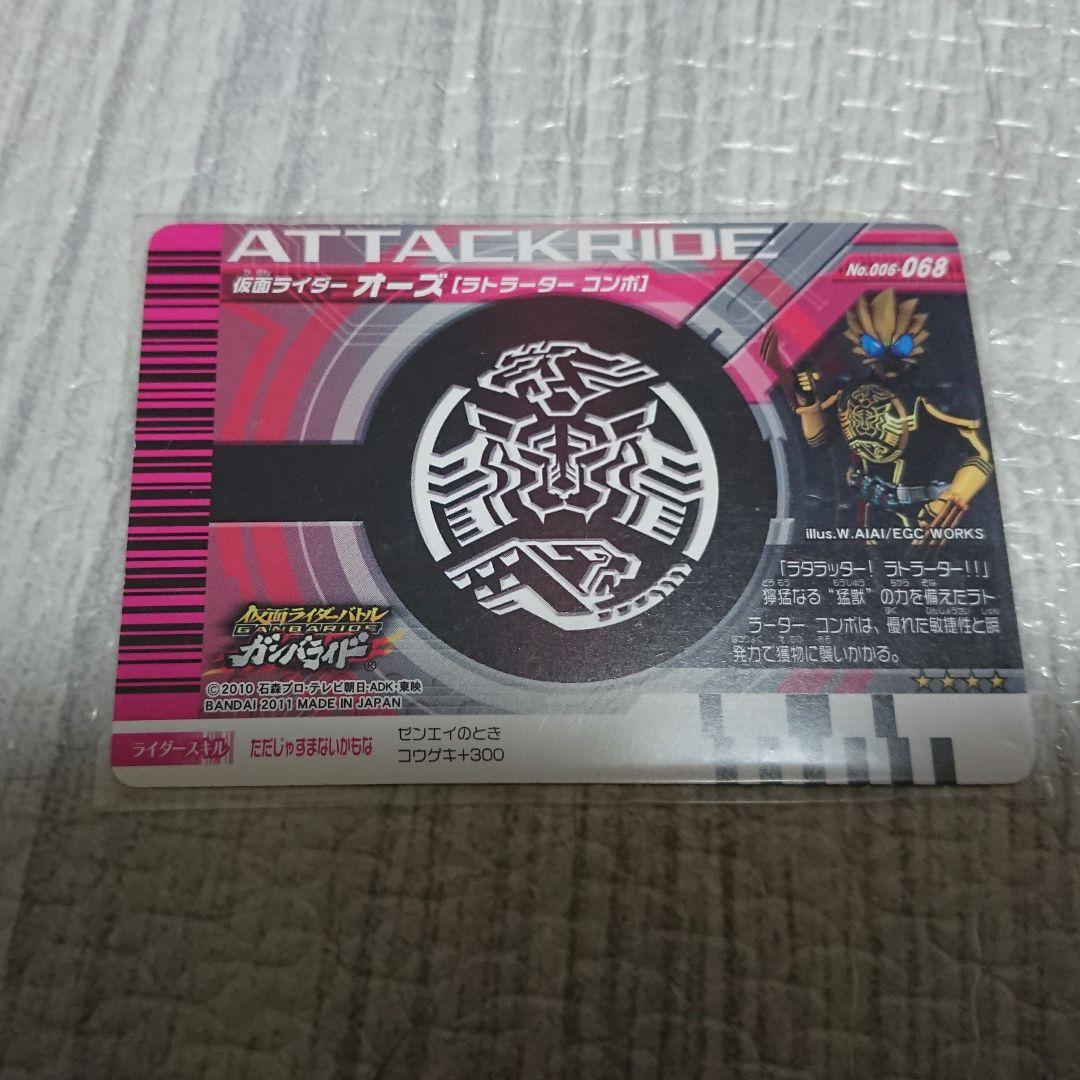 ATTACKRIDE
仮面ライダー オーズ [ラトラーター コンボ]
No.006-068
illus.W.AIAI/EGC WORKS
「ラタラッター! ラトラーター!!」
獰猛なる“猛獣”の力を備えたラト
ラーター コンボは、優れた敏捷性と瞬
発力で獲物に襲いかかる。
仮面ライダーバトル
GANBARIDE
ガンバライド®
©2010 石森プロ・テレビ朝日・ADK・東映
BANDAI 2011 MADE IN JAPAN
ライダースキル ただじゃすまないかもな
ゼンエイのとき
コウゲキ+300